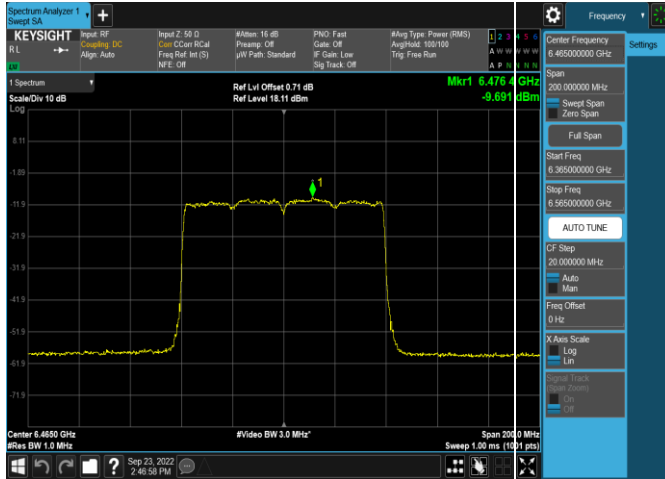 Spectrum Analyzer 1
Swept SA
Frequency
KEYSIGHT
RL
Input: RF
Coupling: DC
Align: Auto
Input Z: 50 Ω
Corr CCorr RCal
Freq Ref: Int (S)
NFE: Off
#Atten: 16 dB
Preamp: Off
µW Path: Standard
PNO: Fast
Gate: Off
IF Gain: Low
Sig Track: Off
#Avg Type: Power (RMS)
Avg|Hold: 100/100
Trig: Free Run
1 2 3 4 5 6
A W W W W W
A P N N N N
1 Spectrum
Scale/Div 10 dB
Log
Ref Lvl Offset 0.71 dB
Ref Level 18.11 dBm
Mkr1 6.476 4 GHz
-9.691 dBm
8.11
-1.89
-11.9
-21.9
-31.9
-41.9
-51.9
-61.9
-71.9
1
Center 6.4650 GHz
#Res BW 1.0 MHz
#Video BW 3.0 MHz*
Span 200.0 MHz
Sweep 1.00 ms (1001 pts)
Sep 23, 2022
2:46:58 PM
Center Frequency
6.465000000 GHz
Settings
Span
200.000000 MHz
Swept Span
Zero Span
Full Span
Start Freq
6.365000000 GHz
Stop Freq
6.565000000 GHz
AUTO TUNE
CF Step
20.000000 MHz
Auto
Man
Freq Offset
0 Hz
X Axis Scale
Log
Lin
Signal Track
(Span Zoom)
On
Off